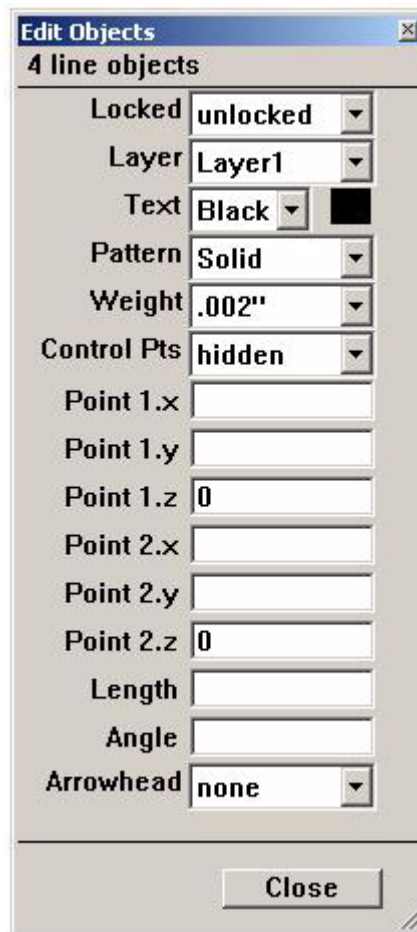 Edit Objects
4 line objects
Locked unlocked
Layer Layer1
Text Black
Pattern Solid
Weight .002"
Control Pts hidden
Point 1.x
Point 1.y
Point 1.z 0
Point 2.x
Point 2.y
Point 2.z 0
Length
Angle
Arrowhead none
Close